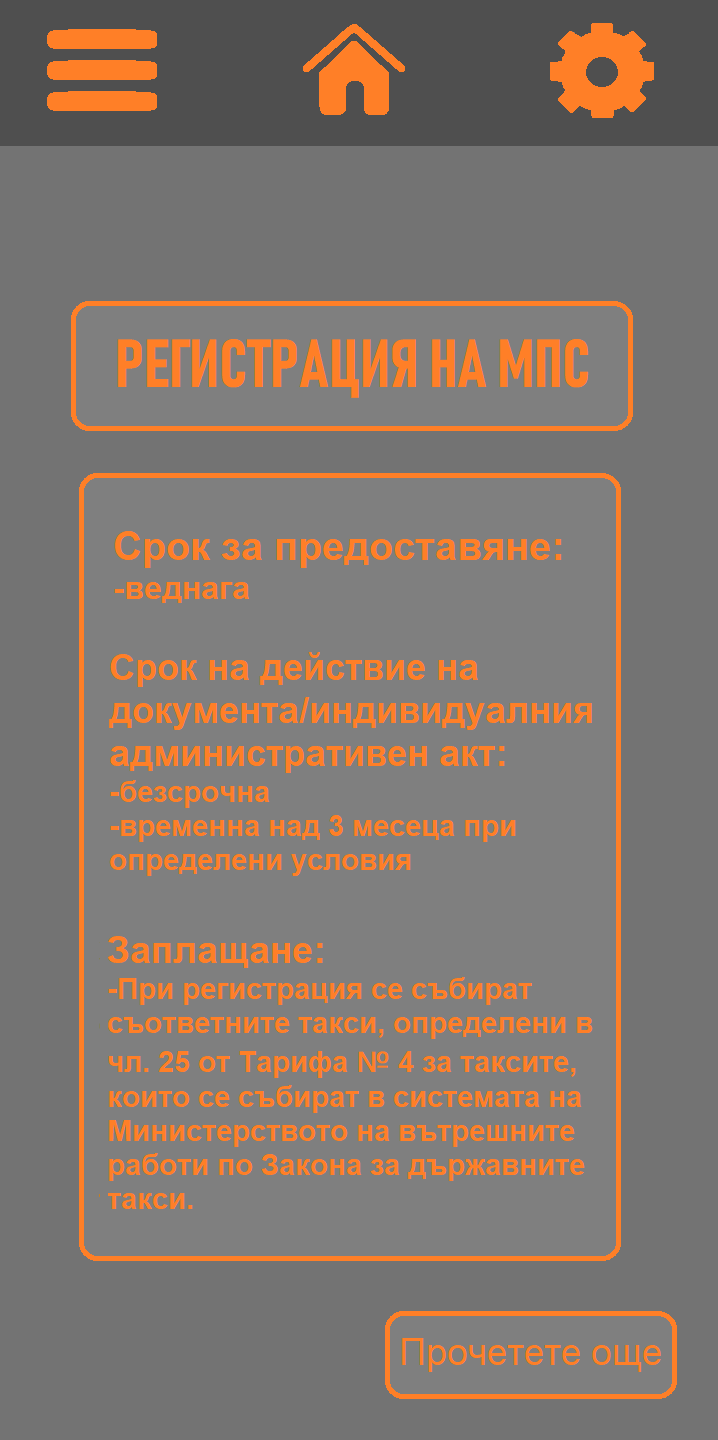 РЕГИСТРАЦИЯ НА МПС
Срок за предоставяне:
-веднага
Срок на действие на
документа/индивидуалния
административен акт:
-безсрочна
-временна над 3 месеца при
определени условия
Заплащане:
-При регистрация се събират
съответните такси, определени в
чл. 25 от Тарифа № 4 за таксите,
които се събират в системата на
Министерството на вътрешните
работи по Закона за държавните
такси.
Прочетете още